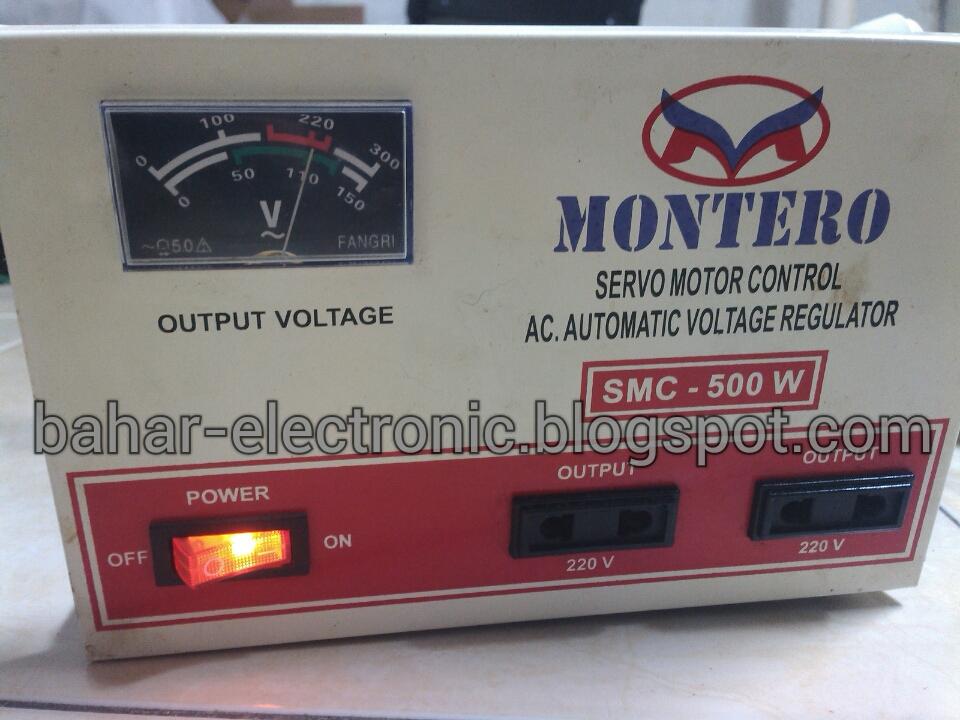 0 100 220 300
0 50 110 150
V
~ 50
FANGRI
OUTPUT VOLTAGE
MONTERO
SERVO MOTOR CONTROL
AC. AUTOMATIC VOLTAGE REGULATOR
SMC - 500 W
bahar-electronic.blogspot.com
POWER
OFF
ON
OUTPUT
220 V
OUTPUT
220 V